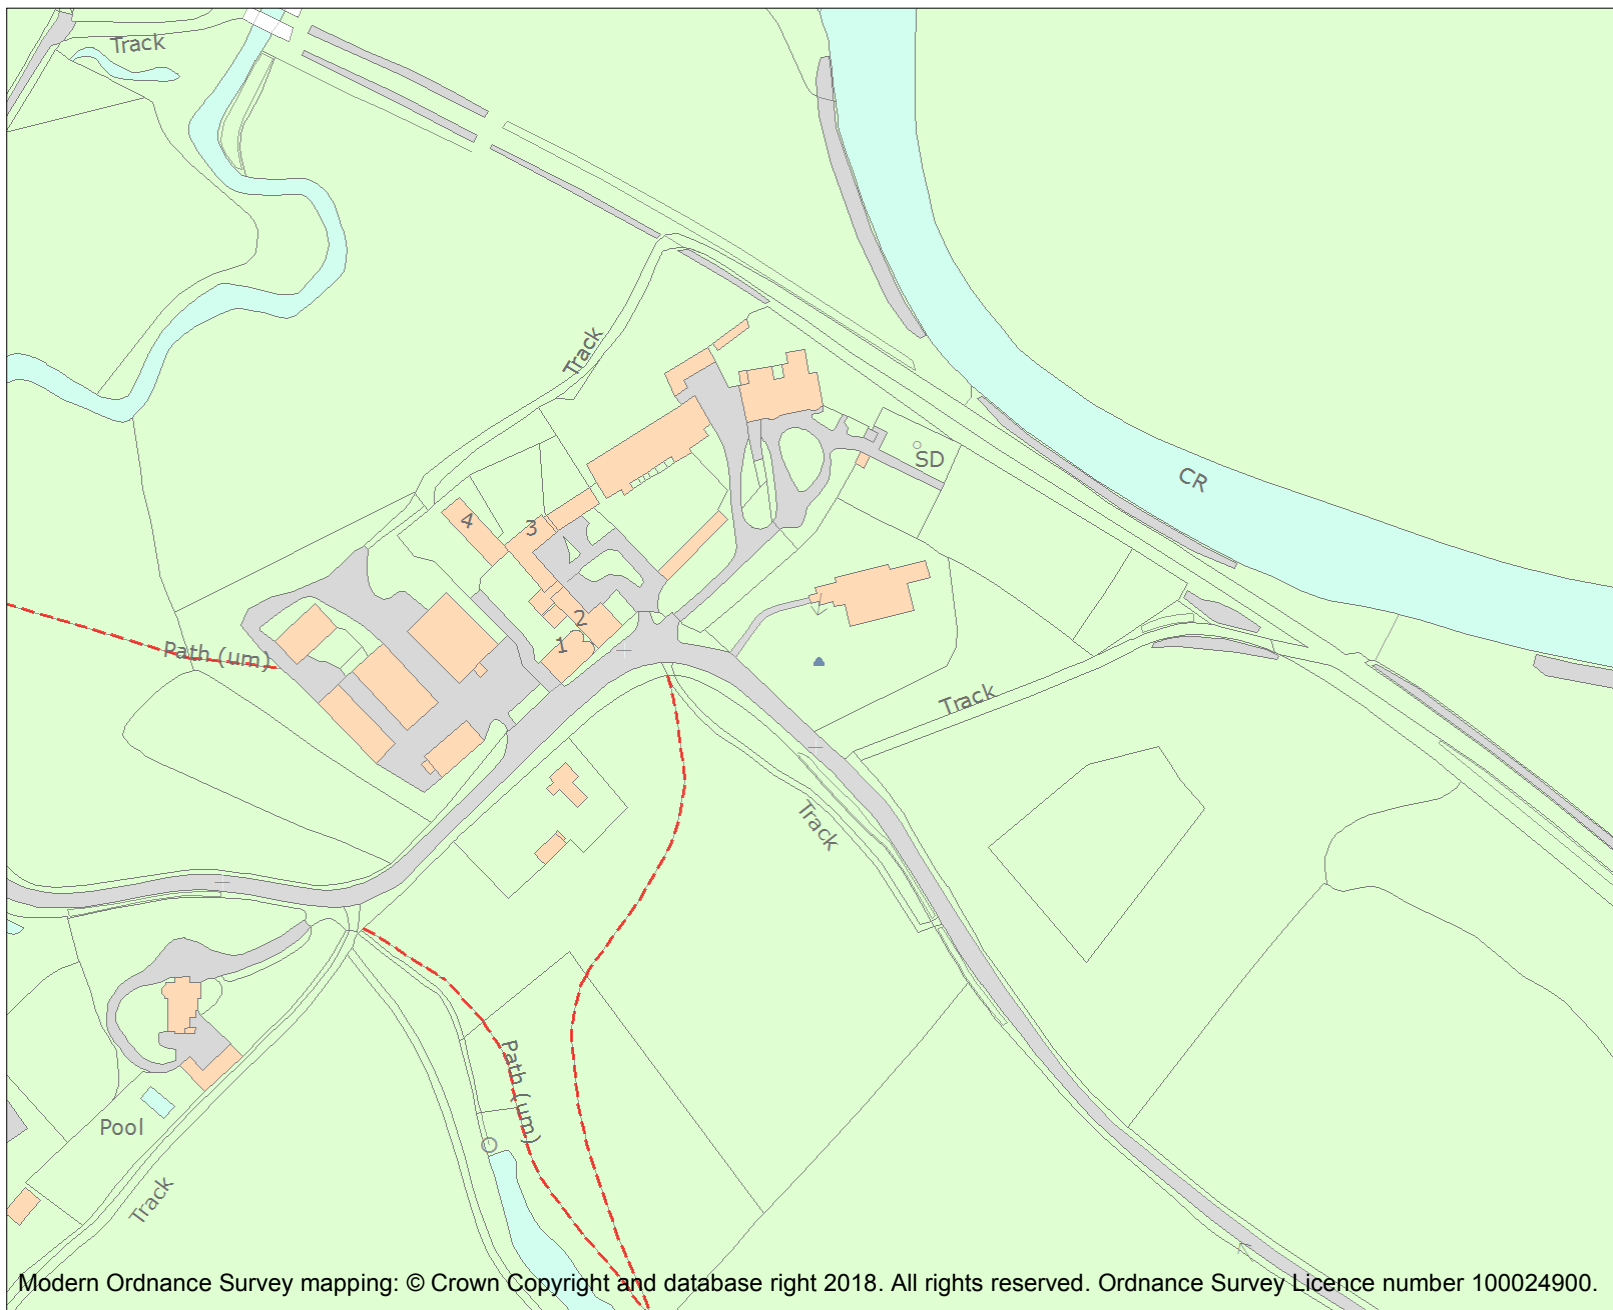 Track
Track
CR
SD
4
3
2
1
Path (um)
Track
Track
Path (um)
Pool
Track
Modern Ordnance Survey mapping: © Crown Copyright and database right 2018. All rights reserved. Ordnance Survey Licence number 100024900.